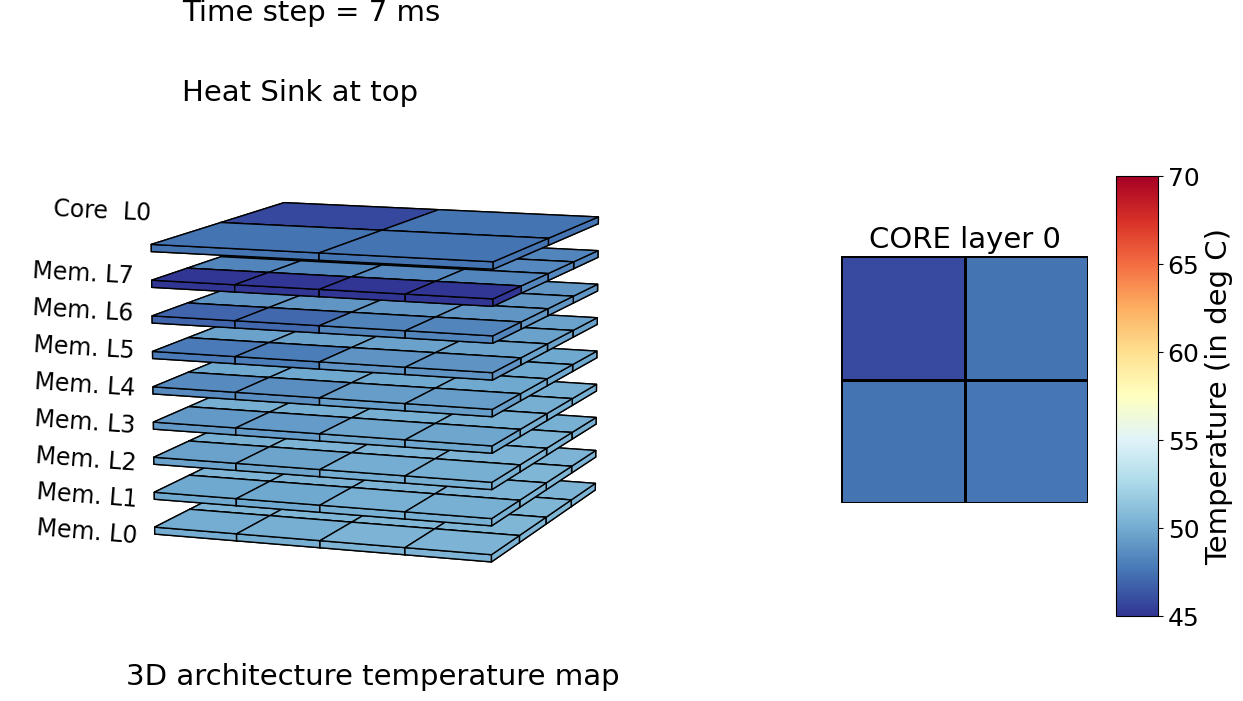 Time step = 7 ms
Heat Sink at top
Core  L0
Mem. L7
Mem. L6
Mem. L5
Mem. L4
Mem. L3
Mem. L2
Mem. L1
Mem. L0
3D architecture temperature map
CORE layer 0
70
65
60
55
50
45
Temperature (in deg C)